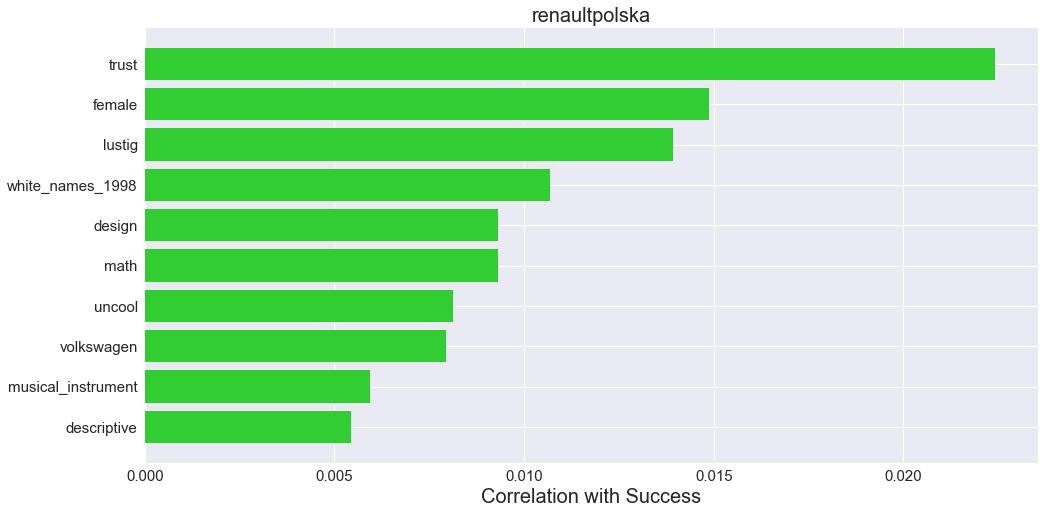 renaultpolska
trust
female
lustig
white_names_1998
design
math
uncool
volkswagen
musical_instrument
descriptive
0.000 0.005 0.010 0.015 0.020
Correlation with Success